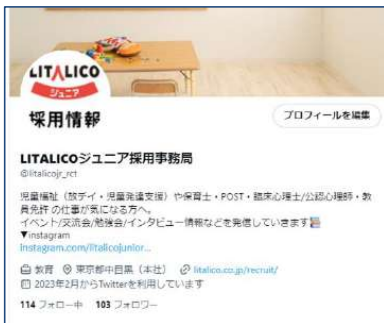 LITALICO
ジュニア
採用情報
プロフィールを編集
LITALICOジュニア採用事務局
@litalicojr_rct
児童福祉（放デイ・児童発達支援）や保育士・POST・臨床心理士/公認心理師・教
員免許 の仕事が気になる方へ。
イベント/交流会/勉強会/インタビュー情報などを発信していきます
▼instagram
instagram.com/litalicojunior...
教育 東京都中目黒（本社） litalico.co.jp/recruit/
2023年2月からTwitterを利用しています
114 フォロー中 103 フォロワー